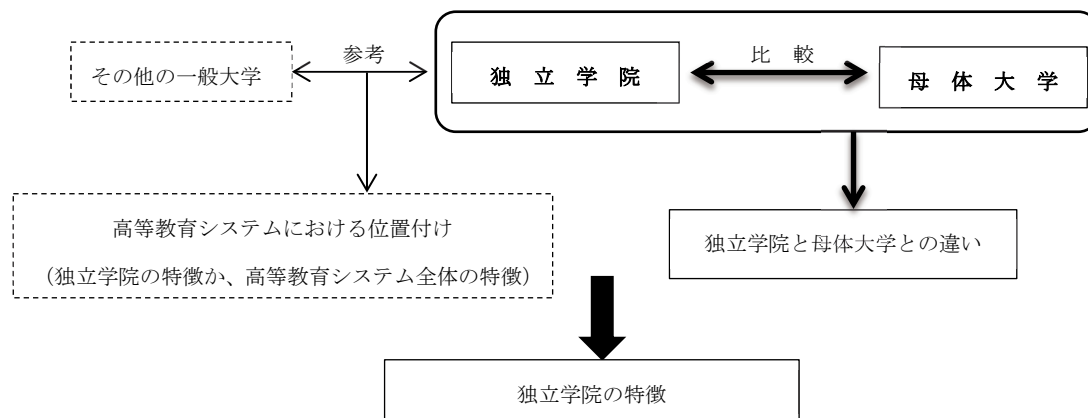 参考
比 較
その他の一般大学
独 立 学 院
母 体 大 学
高等教育システムにおける位置付け
（独立学院の特徴か、高等教育システム全体の特徴）
独立学院と母体大学との違い
独立学院の特徴